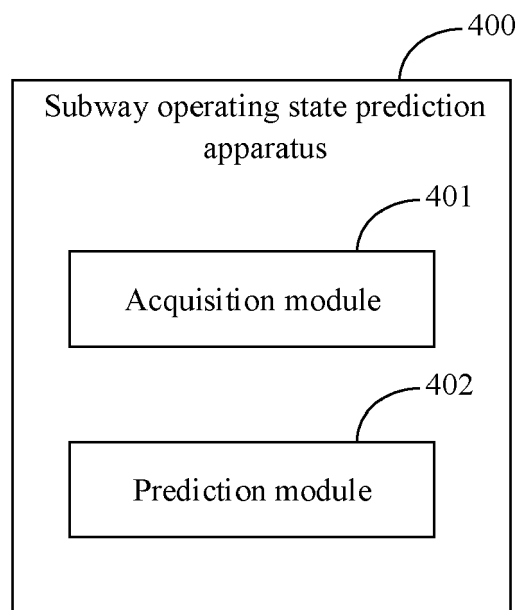 400
Subway operating state prediction
apparatus
401
Acquisition module
402
Prediction module